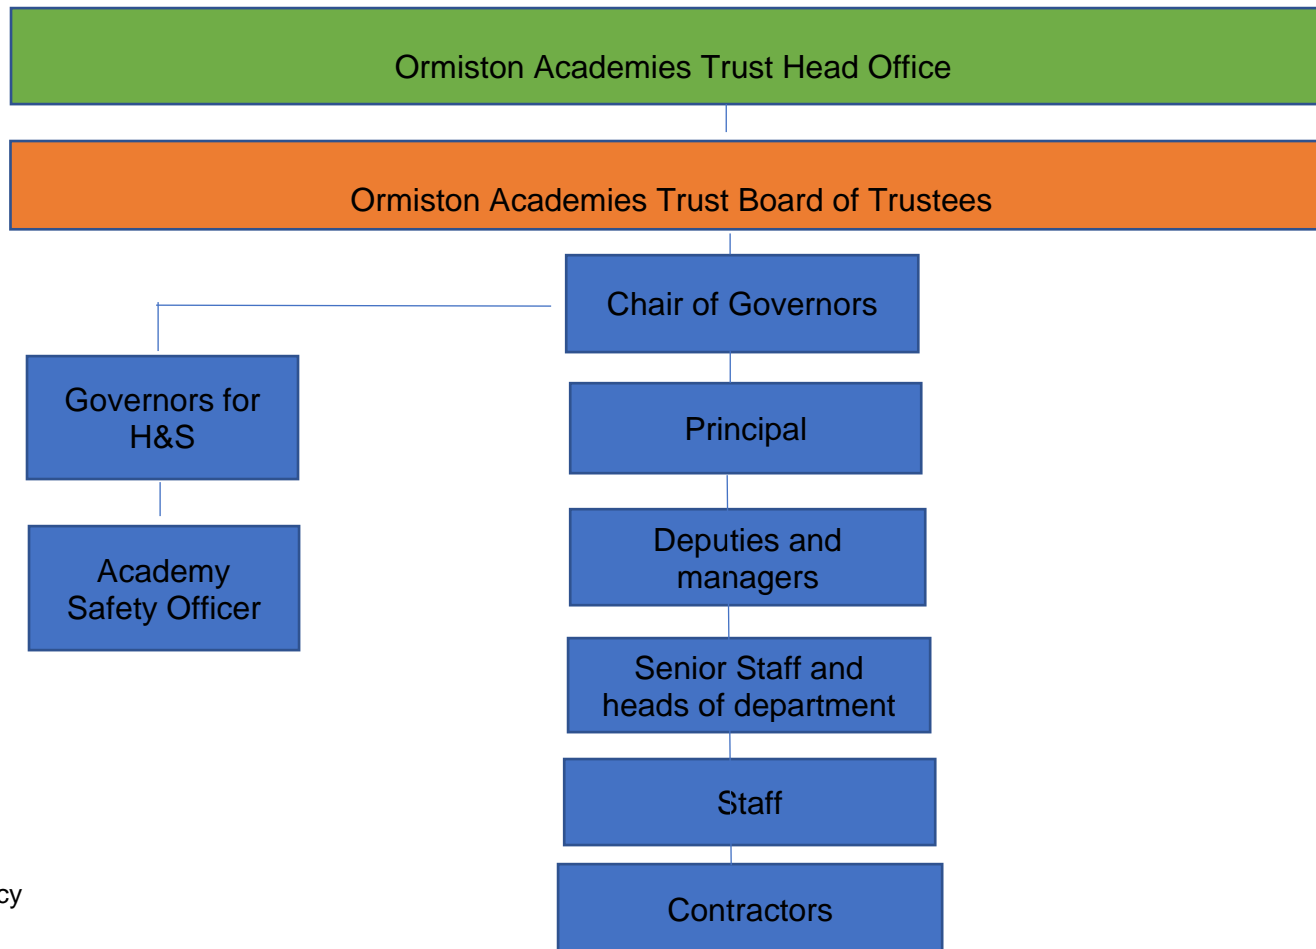 Ormiston Academies Trust Head Office
Ormiston Academies Trust Board of Trustees
Chair of Governors
Governors for
H&S
Principal
Academy
Safety Officer
Deputies and
managers
Senior Staff and
heads of department
Staff
Contractors
cy